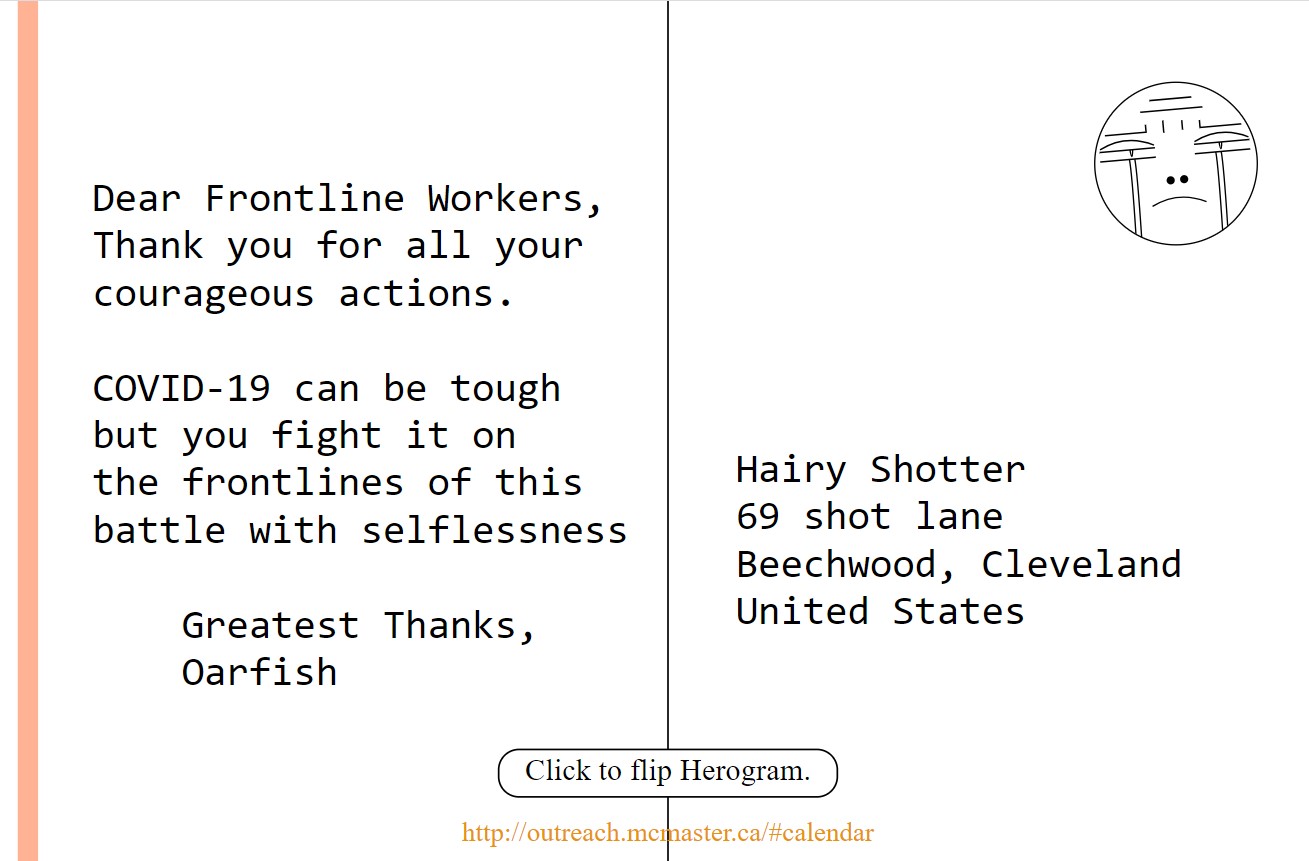 Dear Frontline Workers,
Thank you for all your
courageous actions.
COVID-19 can be tough
but you fight it on
the frontlines of this
battle with selflessness
Greatest Thanks,
Oarfish
Hairy Shotter
69 shot lane
Beechwood, Cleveland
United States
Click to flip Herogram.
http://outreach.mcmaster.ca/#calendar